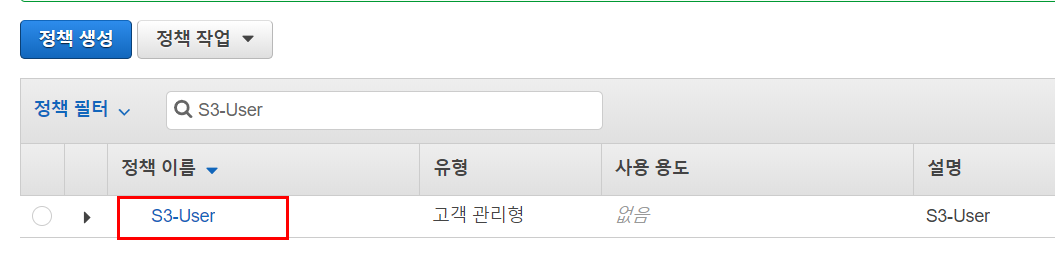 정책 생성 정책 작업
정책 필터 S3-User
정책 이름 유형 사용 용도 설명
S3-User 고객 관리형 없음 S3-User